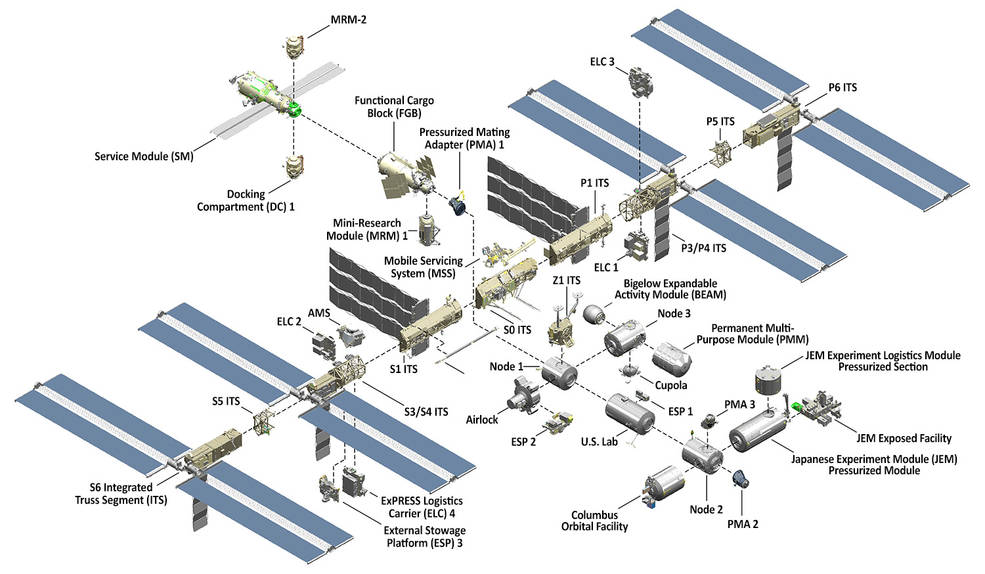 MRM-2
ELC 3
P6 ITS
Functional Cargo
Block (FGB)
P5 ITS
Pressurized Mating
Adapter (PMA) 1
Service Module (SM)
P1 ITS
Docking
Compartment (DC) 1
Mini-Research
Module (MRM) 1
P3/P4 ITS
Mobile Servicing
System (MSS)
ELC 1
Z1 ITS
Bigelow Expandable
Activity Module (BEAM)
AMS
ELC 2
S0 ITS
Node 3
Permanent Multi-
Purpose Module (PMM)
S1 ITS
Node 1
JEM Experiment Logistics Module
Pressurized Section
Cupola
S5 ITS
S3/S4 ITS
Airlock
ESP 1
PMA 3
ESP 2
U.S. Lab
JEM Exposed Facility
Japanese Experiment Module (JEM)
Pressurized Module
S6 Integrated
Truss Segment (ITS)
ExPRESS Logistics
Carrier (ELC) 4
Columbus
Orbital Facility
Node 2
PMA 2
External Stowage
Platform (ESP) 3